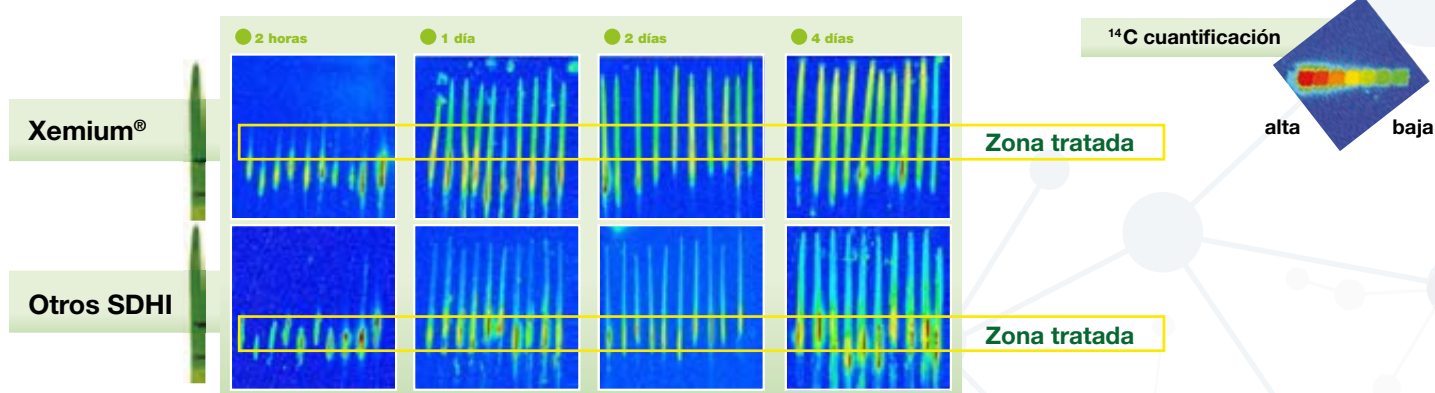 2 horas
1 día
2 días
4 días
¹⁴C cuantificación
alta
baja
Xemium®
Zona tratada
Otros SDHI
Zona tratada